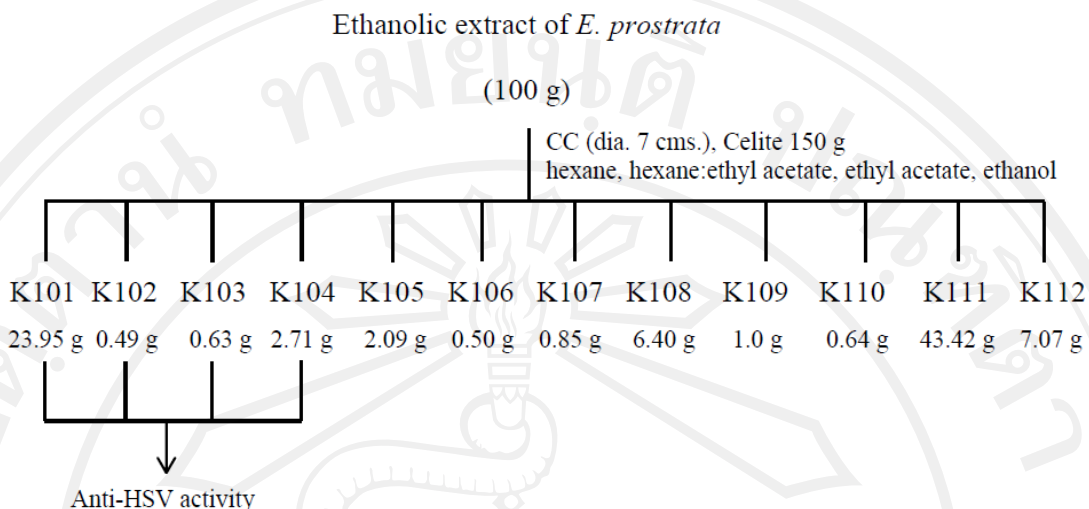 Ethanolic extract of E. prostrata
(100 g)
CC (dia. 7 cms.), Celite 150 g
hexane, hexane:ethyl acetate, ethyl acetate, ethanol
K101 K102 K103 K104 K105 K106 K107 K108 K109 K110 K111 K112
23.95 g 0.49 g 0.63 g 2.71 g 2.09 g 0.50 g 0.85 g 6.40 g 1.0 g 0.64 g 43.42 g 7.07 g
Anti-HSV activity